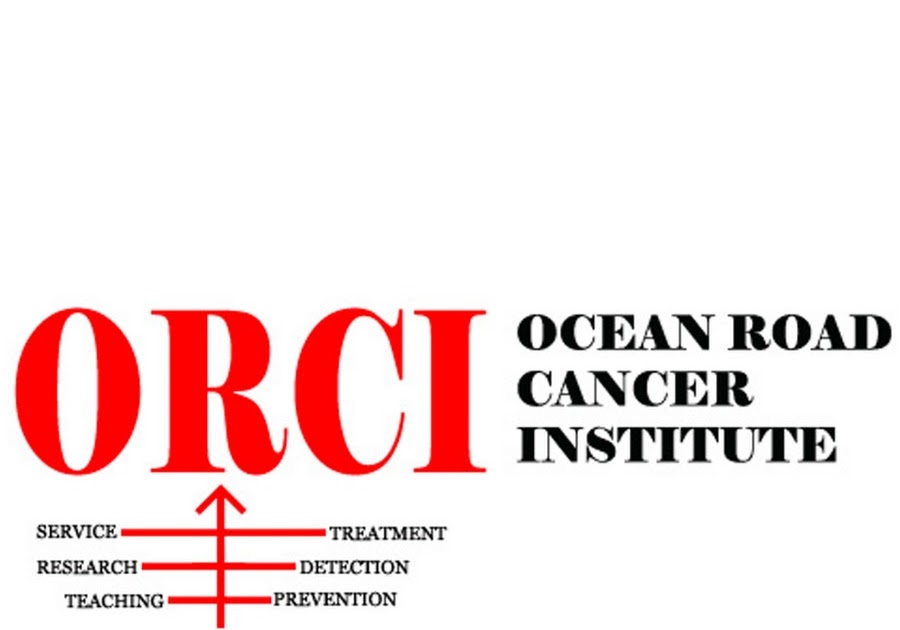 ORCI
OCEAN ROAD
CANCER
INSTITUTE
SERVICE TREATMENT
RESEARCH DETECTION
TEACHING PREVENTION